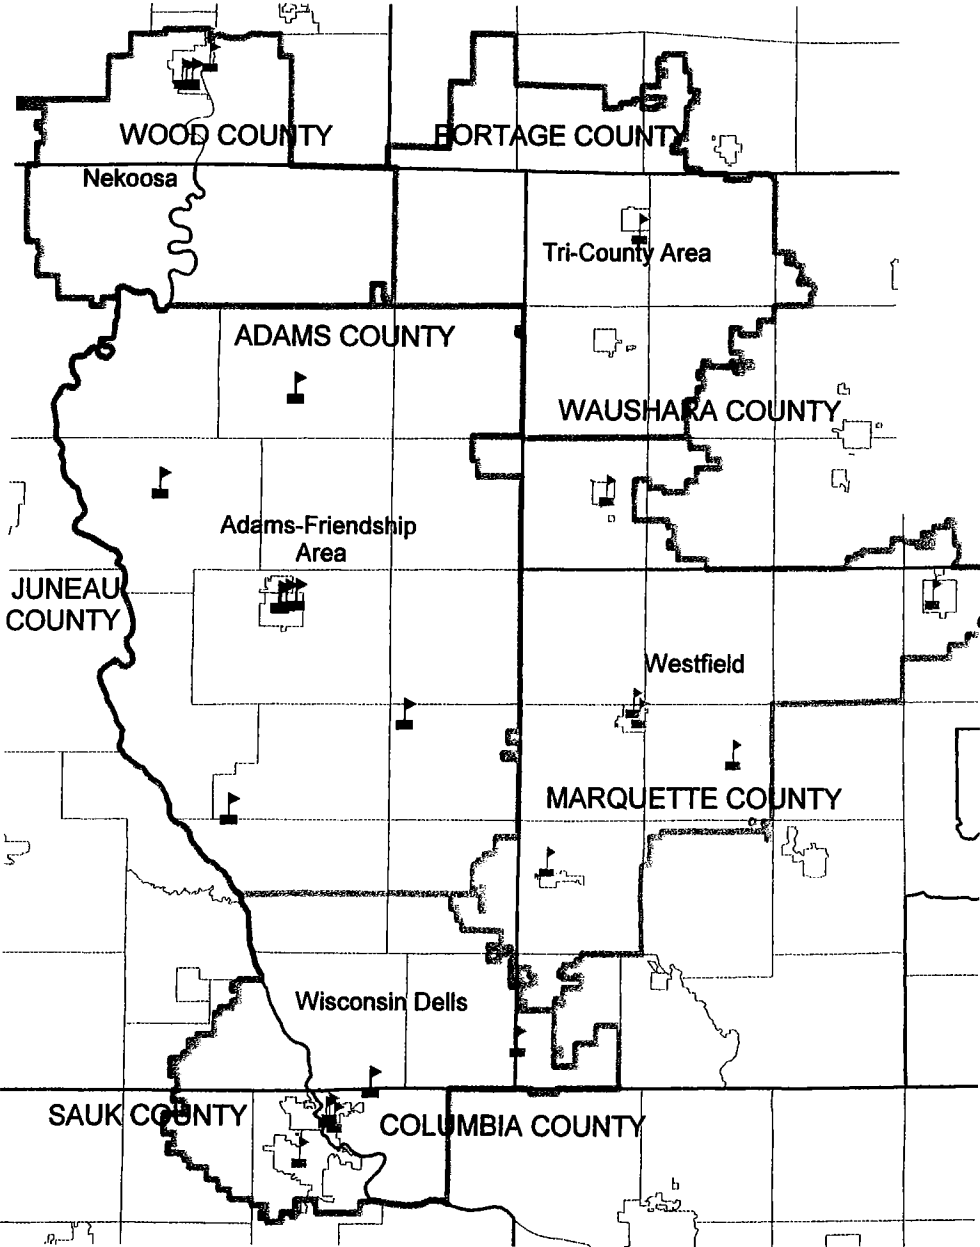 WOOD COUNTY
PORTAGE COUNTY
Nekoosa
Tri-County Area
ADAMS COUNTY
WAUSHARA COUNTY
Adams-Friendship
Area
JUNEAU
COUNTY
Westfield
MARQUETTE COUNTY
Wisconsin Dells
SAUK COUNTY
COLUMBIA COUNTY